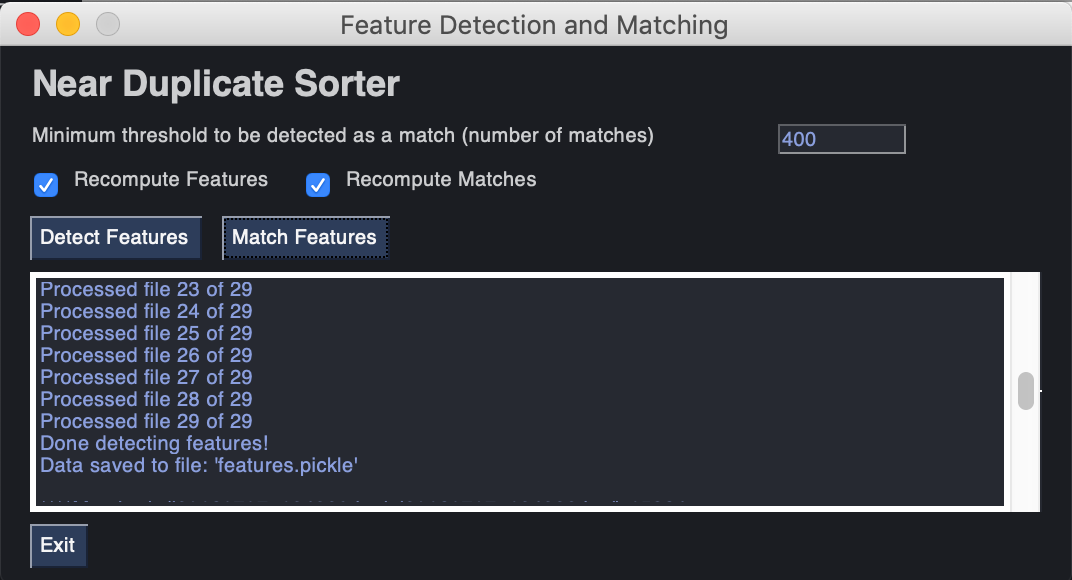 Feature Detection and Matching
Near Duplicate Sorter
Minimum threshold to be detected as a match (number of matches) 400
Recompute Features Recompute Matches
Detect Features Match Features
Processed file 23 of 29
Processed file 24 of 29
Processed file 25 of 29
Processed file 26 of 29
Processed file 27 of 29
Processed file 28 of 29
Processed file 29 of 29
Done detecting features!
Data saved to file: 'features.pickle'
Exit